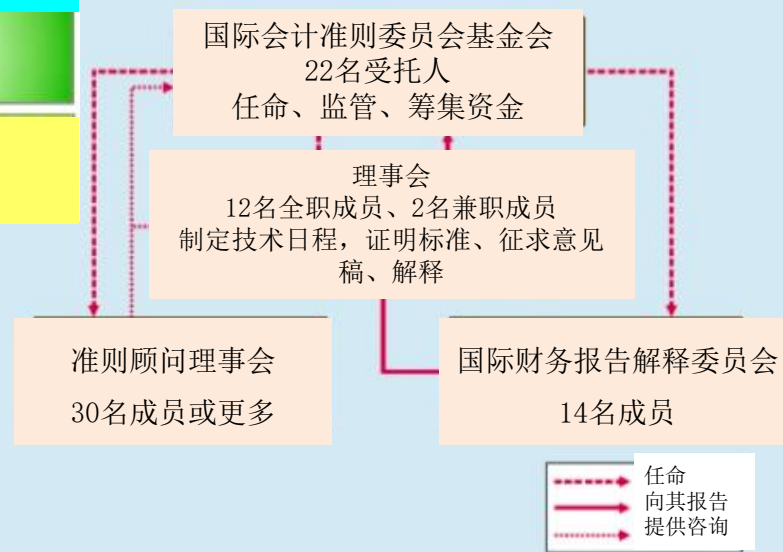 国际会计准则委员会基金会
22名受托人
任命、监管、筹集资金
理事会
12名全职成员、2名兼职成员
制定技术日程，证明标准、征求意见
稿、解释
准则顾问理事会
30名成员或更多
国际财务报告解释委员会
14名成员
任命
向其报告
提供咨询